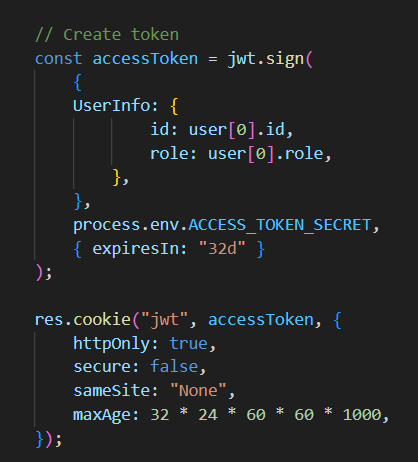 // Create token
const accessToken = jwt.sign(
{
UserInfo: {
id: user[0].id,
role: user[0].role,
},
},
process.env.ACCESS_TOKEN_SECRET,
{ expiresIn: "32d" }
);
res.cookie("jwt", accessToken, {
httpOnly: true,
secure: false,
sameSite: "None",
maxAge: 32 * 24 * 60 * 60 * 1000,
});